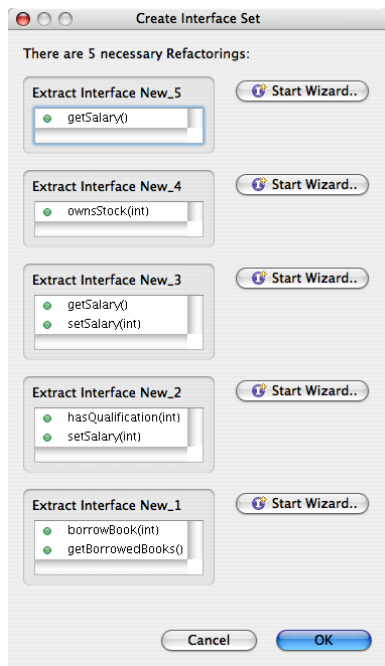 Create Interface Set
There are 5 necessary Refactorings:
Extract Interface New_5
Start Wizard..
getSalary()
Extract Interface New_4
Start Wizard..
ownsStock(int)
Extract Interface New_3
Start Wizard..
getSalary()
setSalary(int)
Extract Interface New_2
Start Wizard..
hasQualification(int)
setSalary(int)
Extract Interface New_1
Start Wizard..
borrowBook(int)
getBorrowedBooks()
Cancel
OK